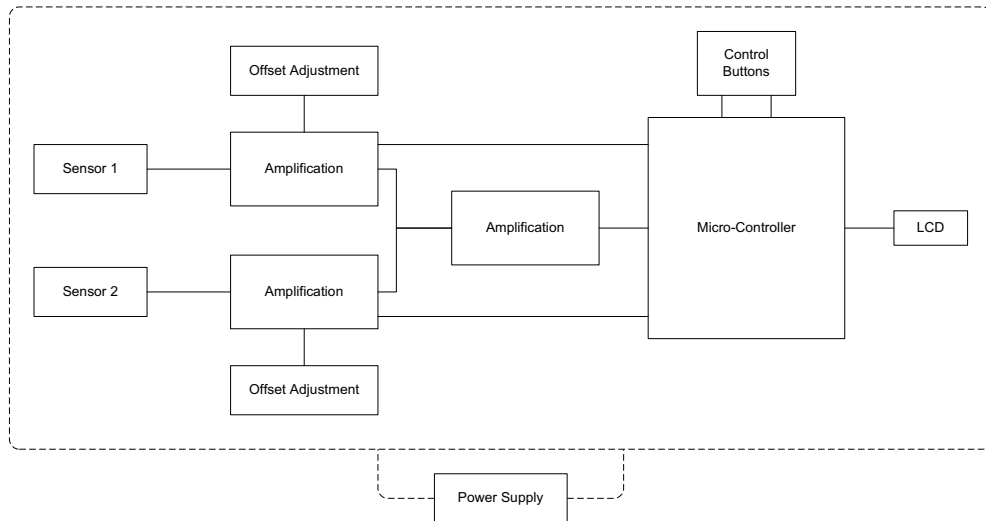 Control
Buttons
Offset Adjustment
Sensor 1
Amplification
Amplification
Micro-Controller
LCD
Sensor 2
Amplification
Offset Adjustment
Power Supply